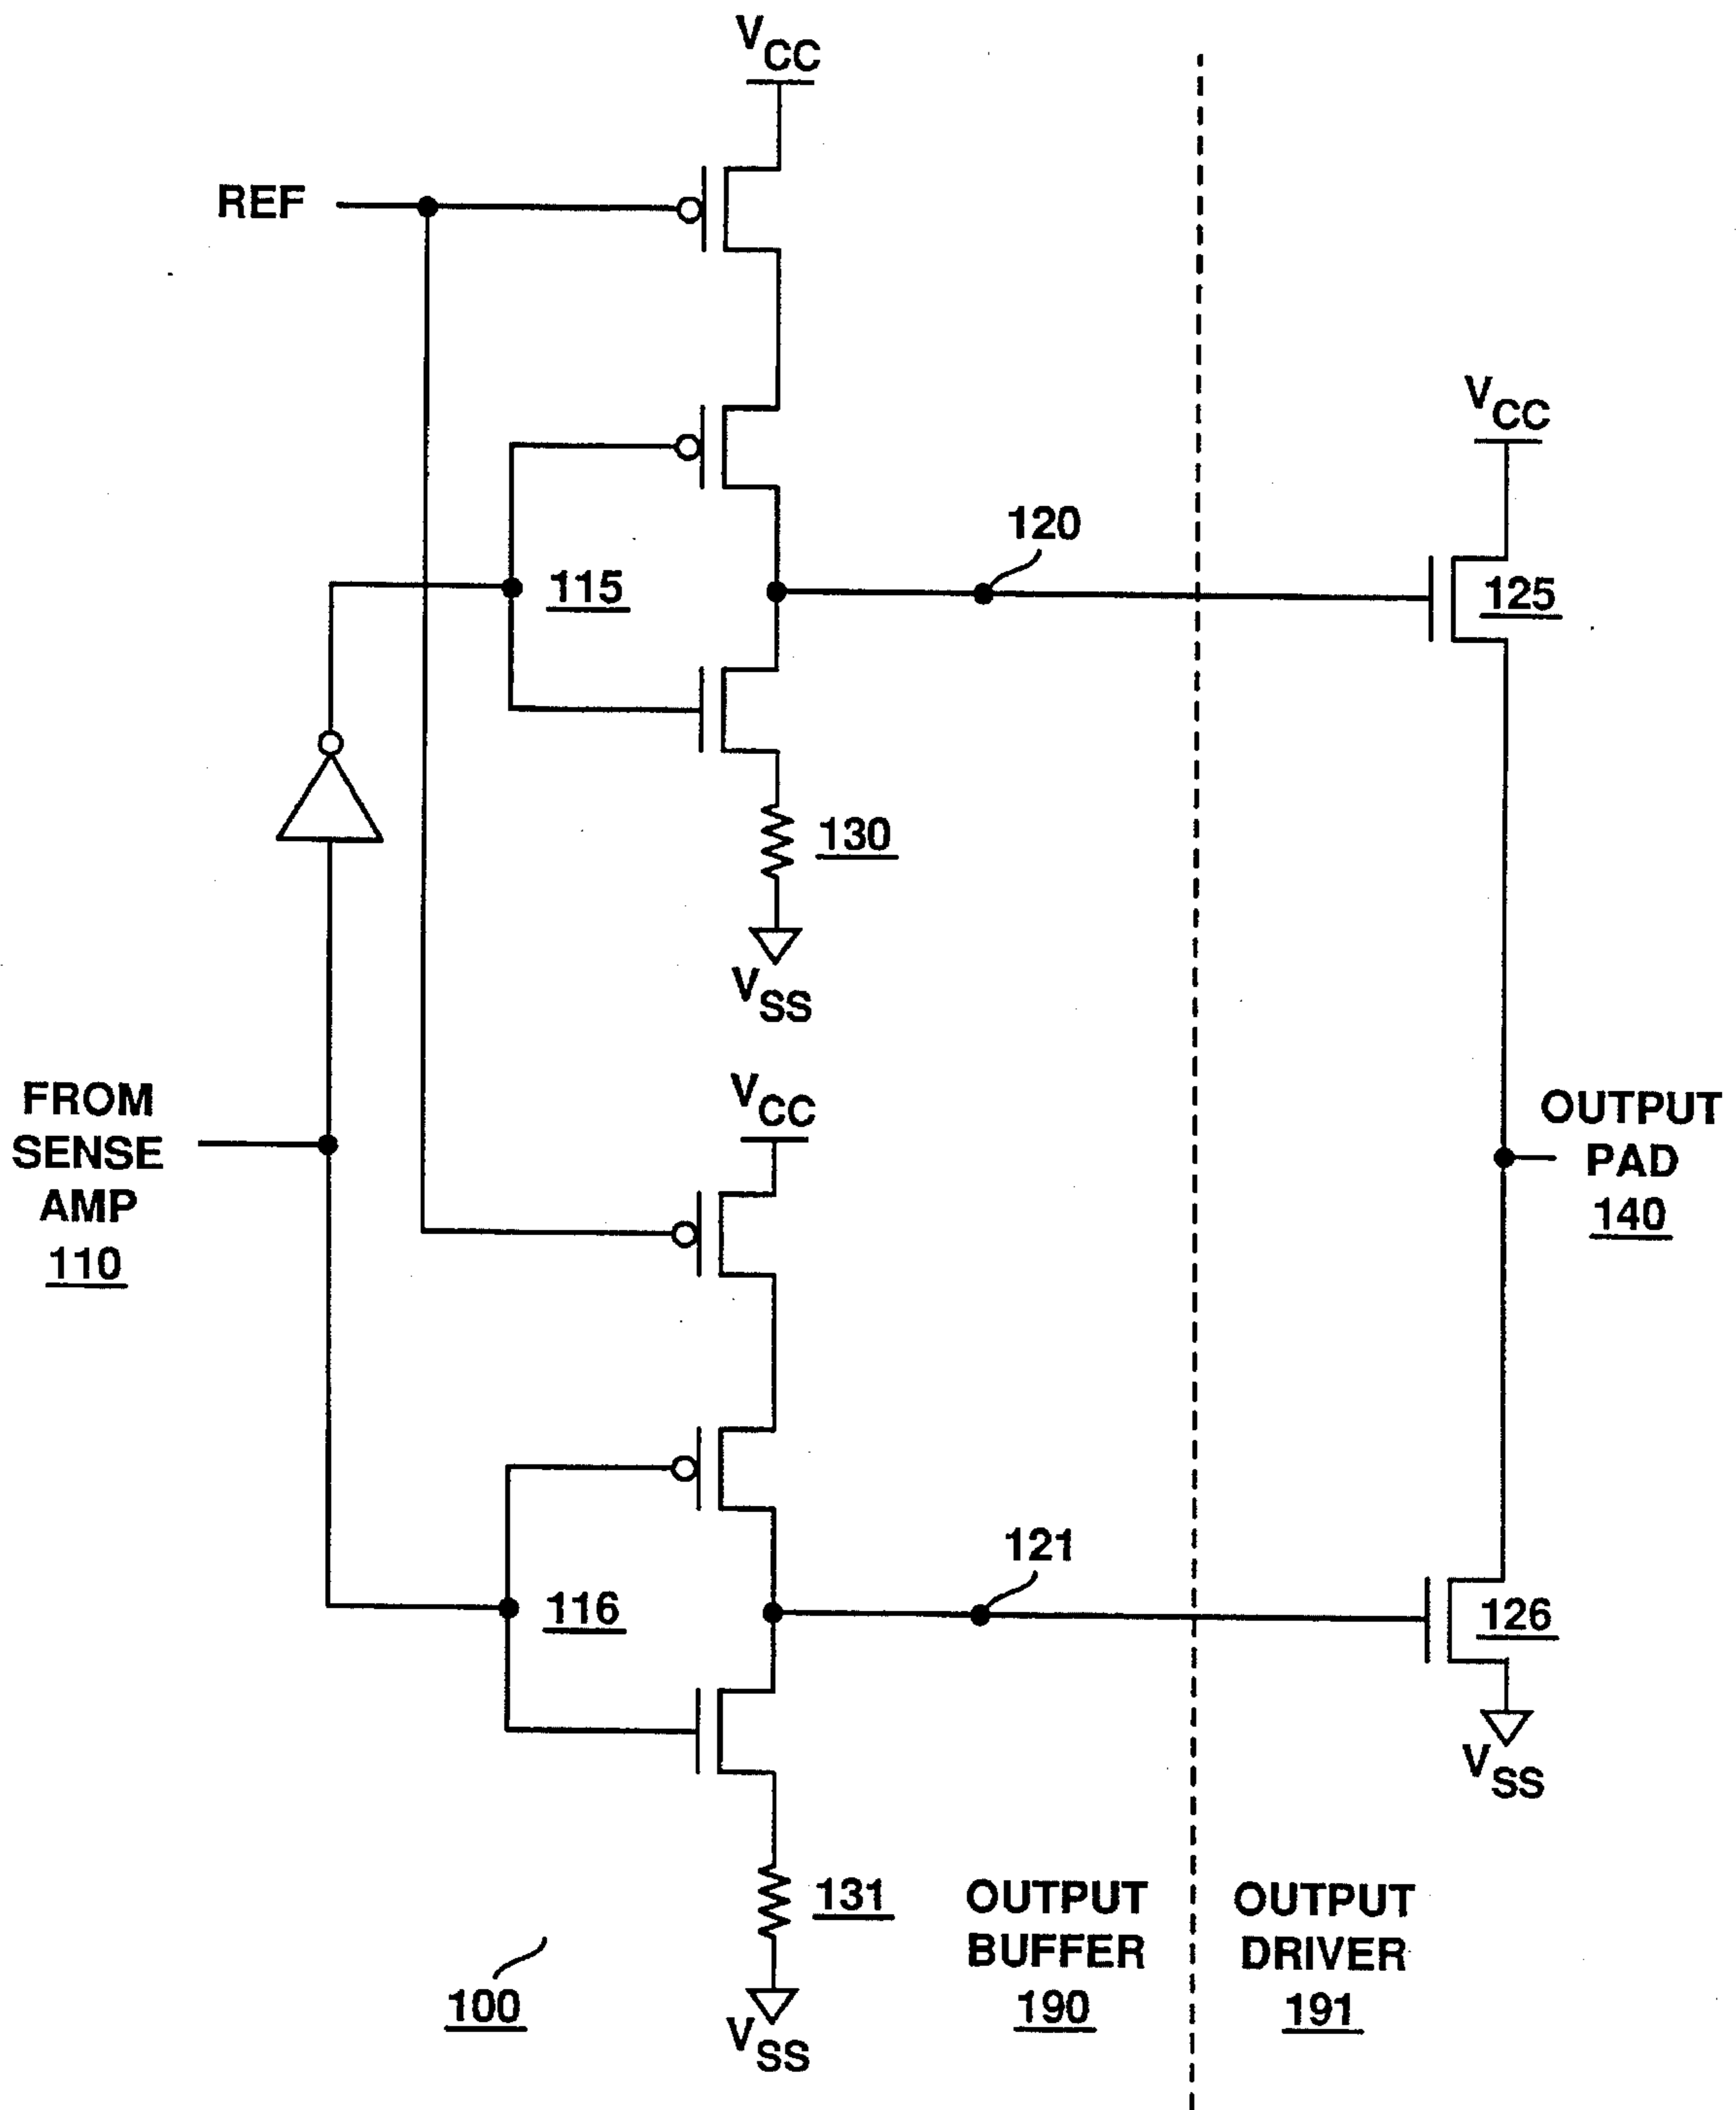 VCC
REF
VCC
120
115
125
130
VSS
VCC
FROM
SENSE
AMP
110
OUTPUT
PAD
140
121
116
126
VSS
131
OUTPUT
BUFFER
190
OUTPUT
DRIVER
191
100
VSS